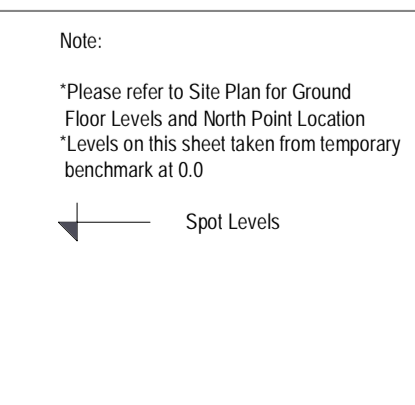 Note:
*Please refer to Site Plan for Ground
Floor Levels and North Point Location
*Levels on this sheet taken from temporary
benchmark at 0.0
Spot Levels